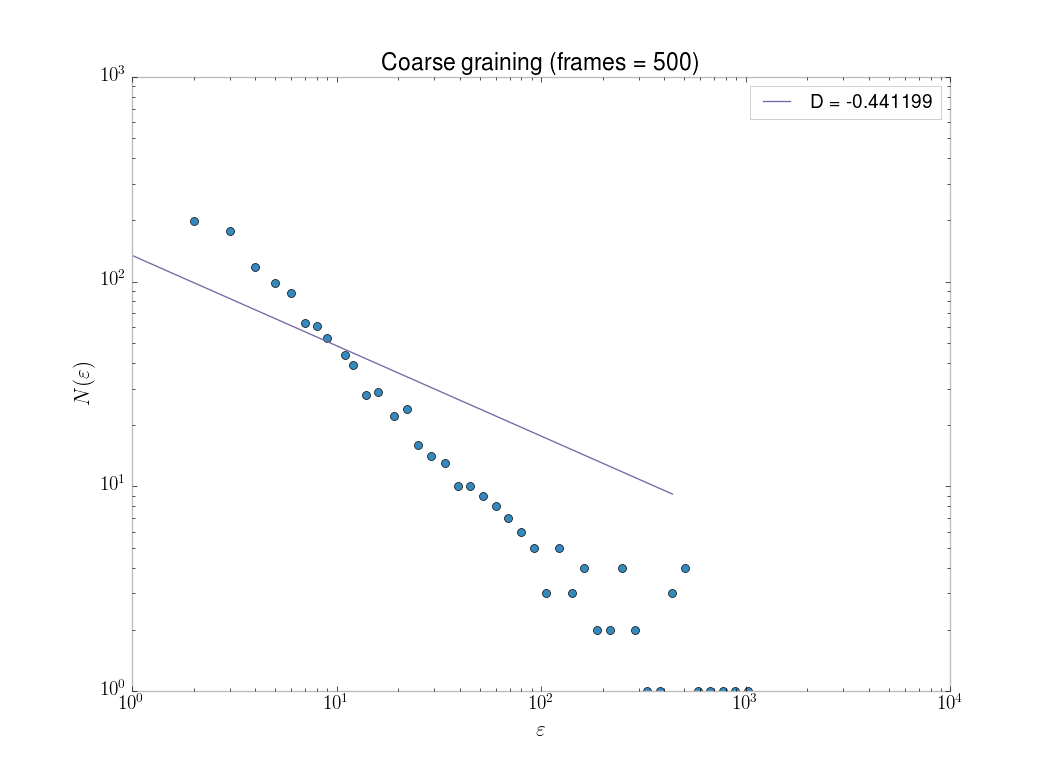 Coarse graining (frames = 500)
D = -0.441199
10³
10²
10¹
10⁰
N(ε)
10⁰ 10¹ 10² 10³ 10⁴
ε